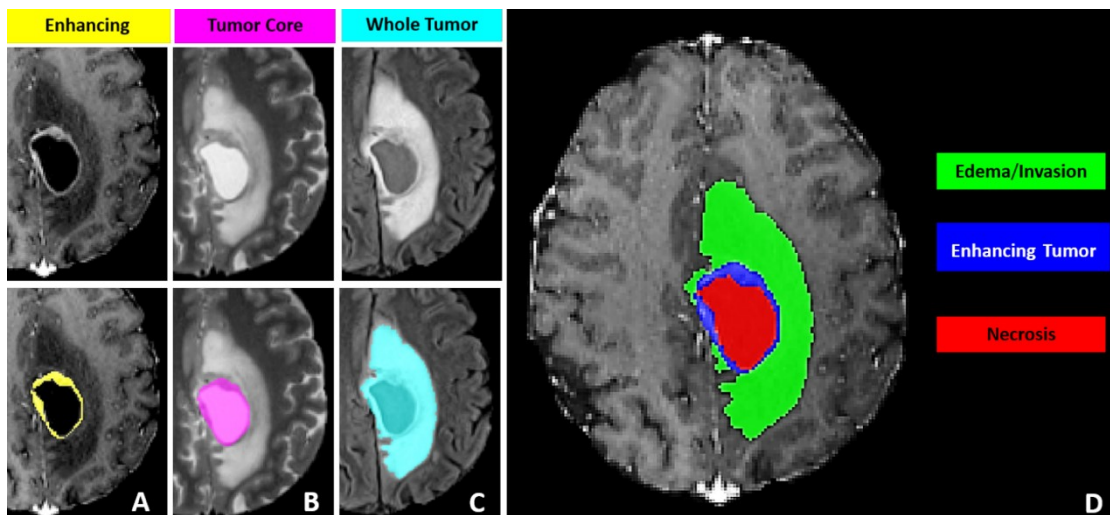 Enhancing
Tumor Core
Whole Tumor
A
B
C
Edema/Invasion
Enhancing Tumor
Necrosis
D